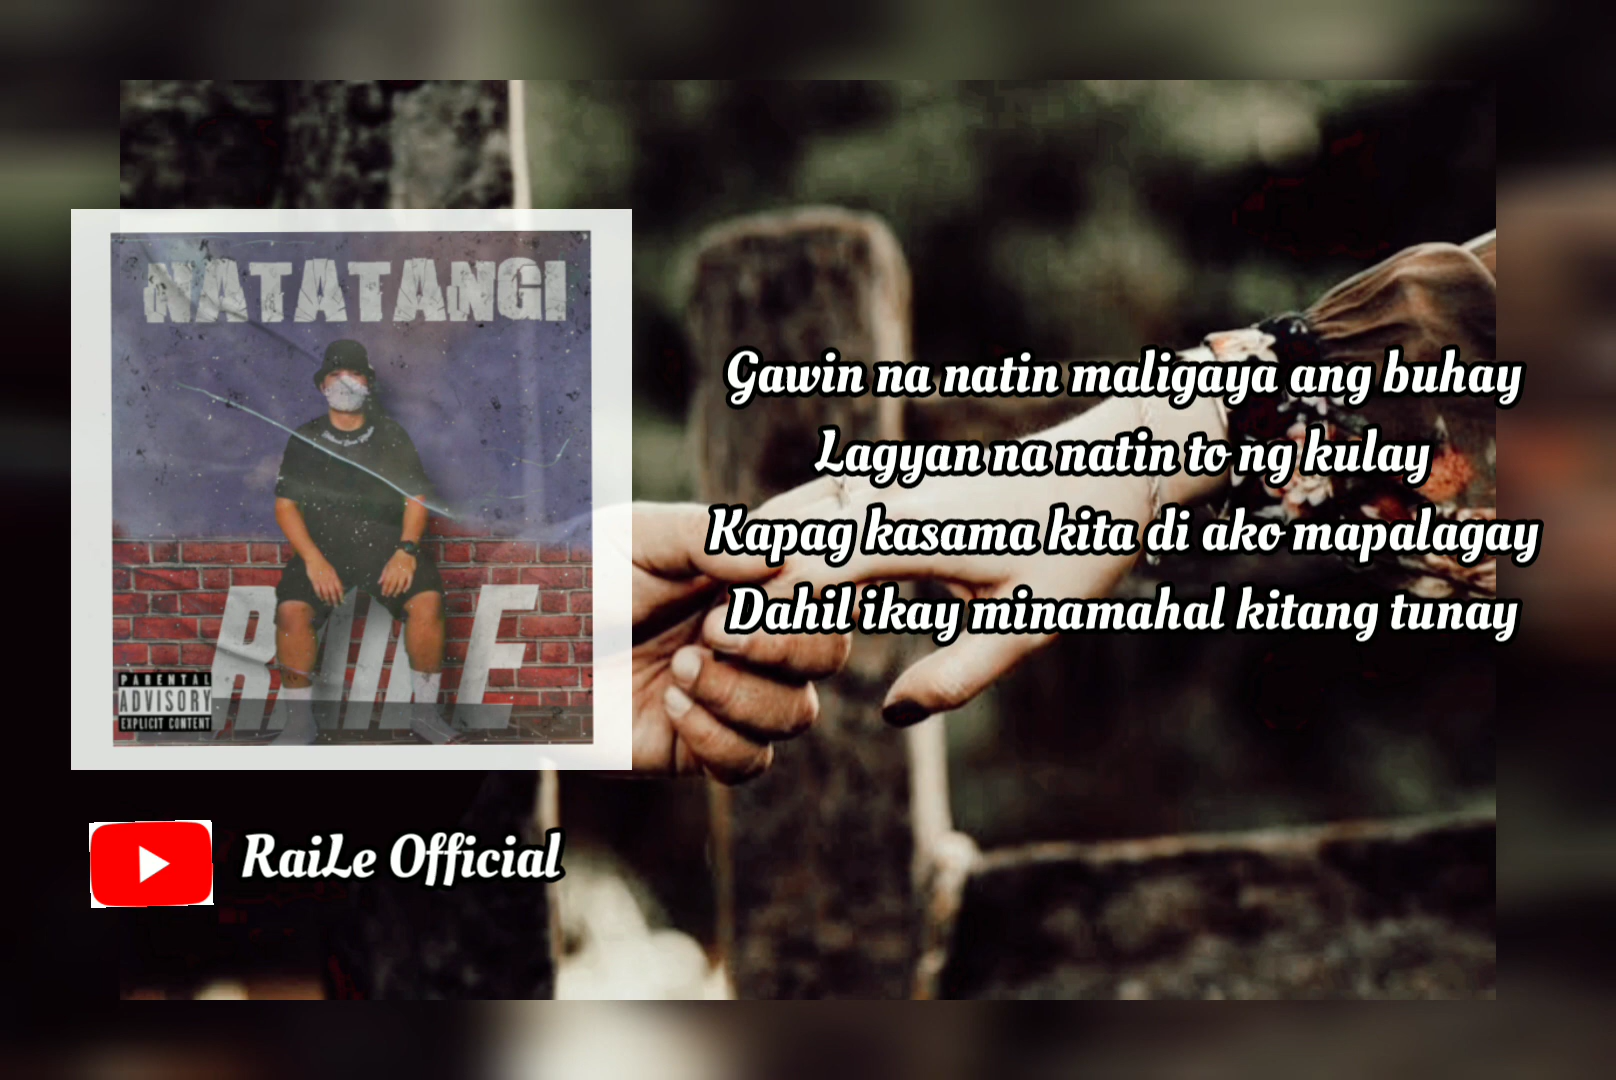 NATATANGI
RAILE
PARENTAL
ADVISORY
EXPLICIT CONTENT
Gawin na natin maligaya ang buhay
Lagyan na natin to ng kulay
Kapag kasama kita di ako mapalagay
Dahil ikay minamahal kitang tunay
RaiLe Official